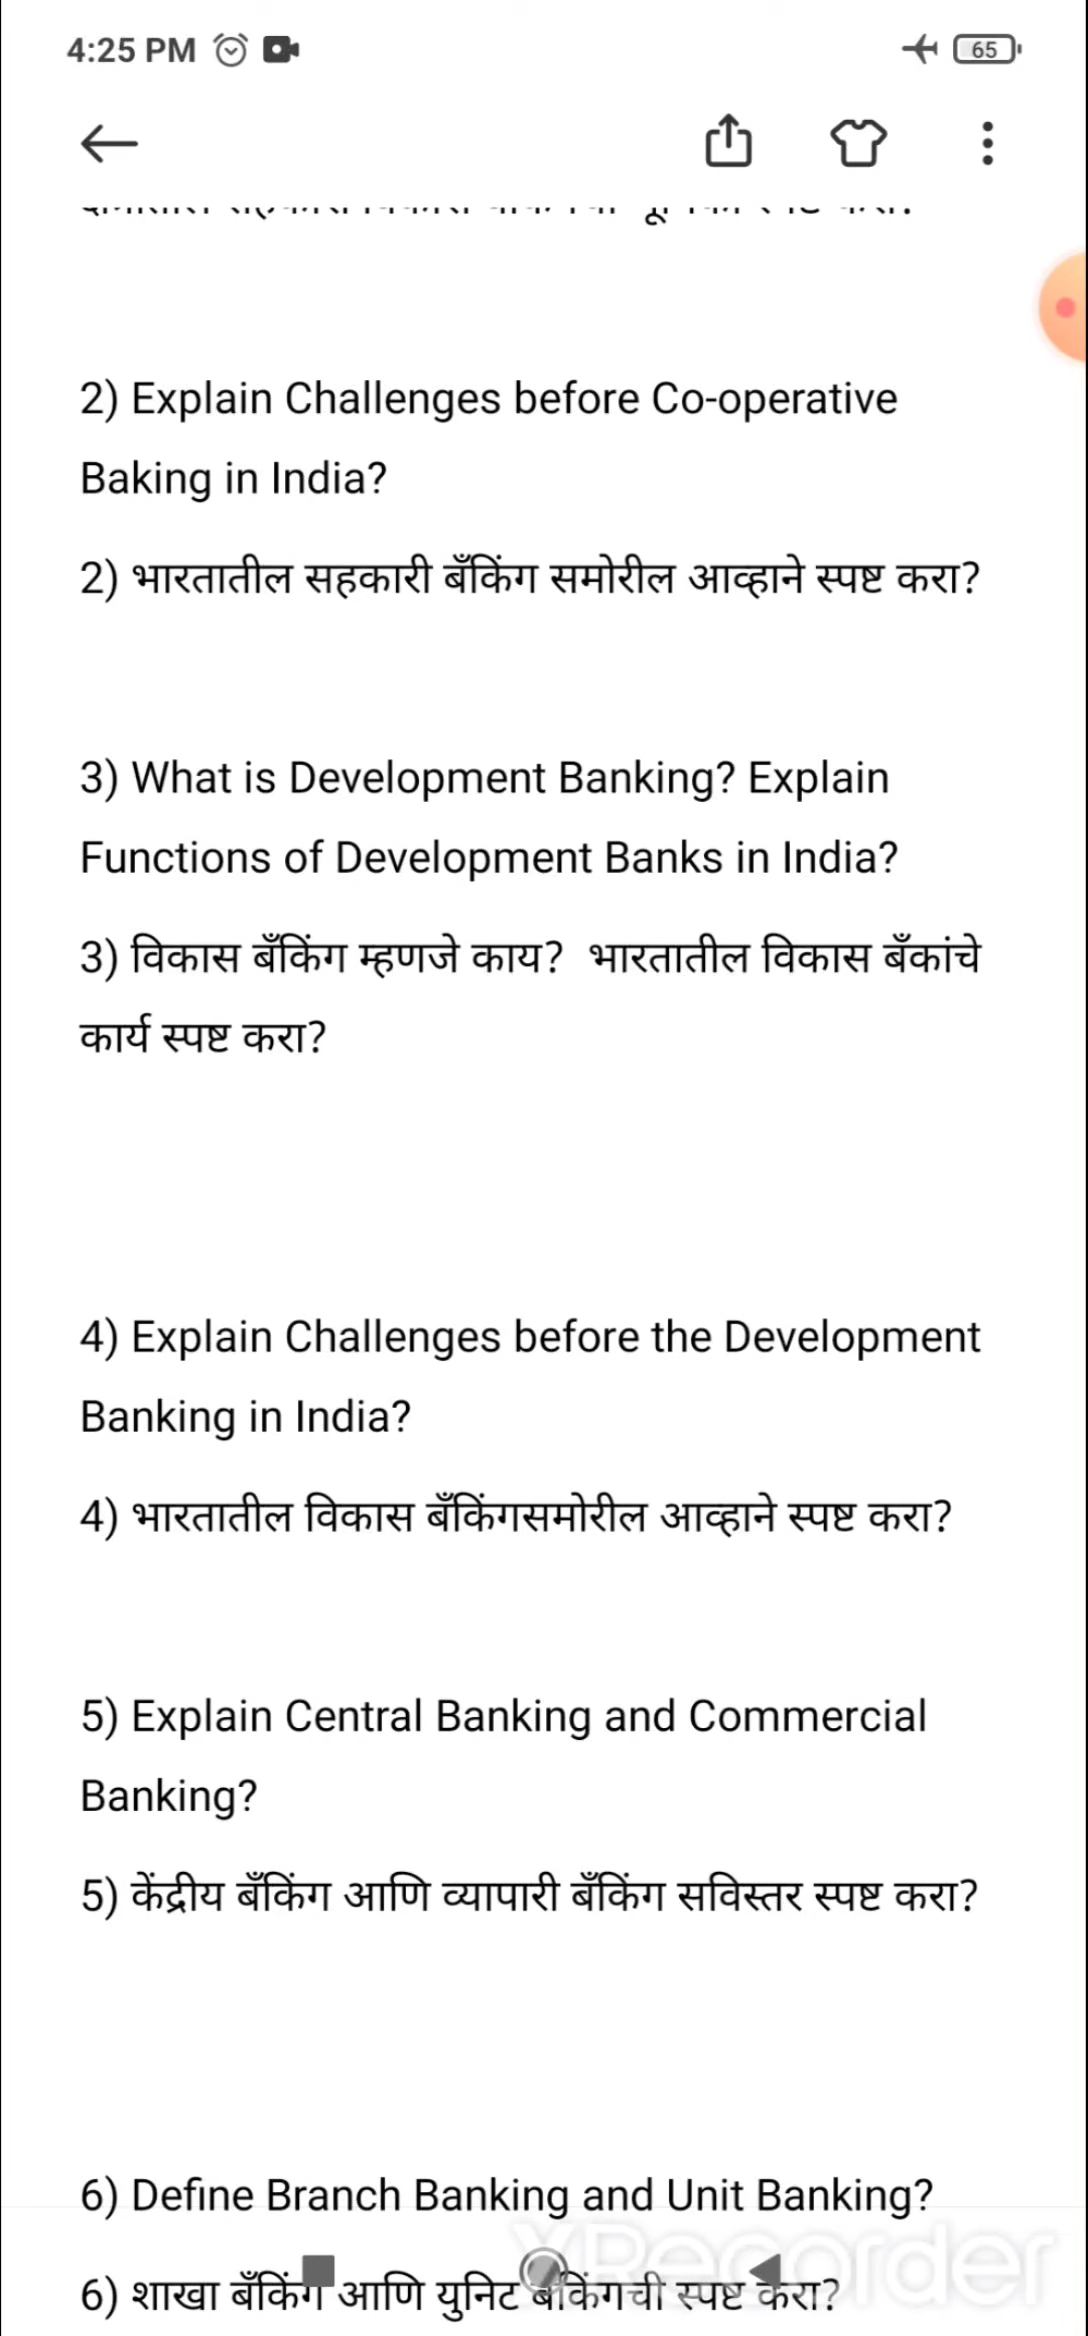 4:25 PM
65
2) Explain Challenges before Co-operative
Baking in India?
2) भारतातील सहकारी बँकिंग समोरील आव्हाने स्पष्ट करा?
3) What is Development Banking? Explain
Functions of Development Banks in India?
3) विकास बँकिंग म्हणजे काय? भारतातील विकास बँकांचे
कार्य स्पष्ट करा?
4) Explain Challenges before the Development
Banking in India?
4) भारतातील विकास बँकिंगसमोरील आव्हाने स्पष्ट करा?
5) Explain Central Banking and Commercial
Banking?
5) केंद्रीय बँकिंग आणि व्यापारी बँकिंग सविस्तर स्पष्ट करा?
6) Define Branch Banking and Unit Banking?
XRecorder
6) शाखा बँकिंग आणि युनिट बँकिंगची स्पष्ट करा?